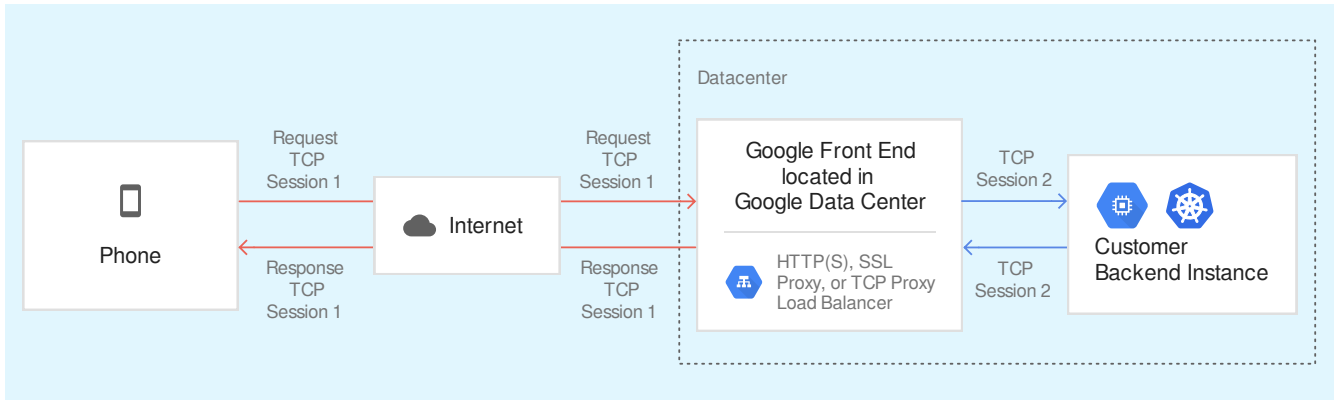 Datacenter
Phone
Request
TCP
Session 1
Response
TCP
Session 1
Internet
Request
TCP
Session 1
Response
TCP
Session 1
Google Front End
located in
Google Data Center
HTTP(S), SSL
Proxy, or TCP Proxy
Load Balancer
TCP
Session 2
TCP
Session 2
Customer
Backend Instance